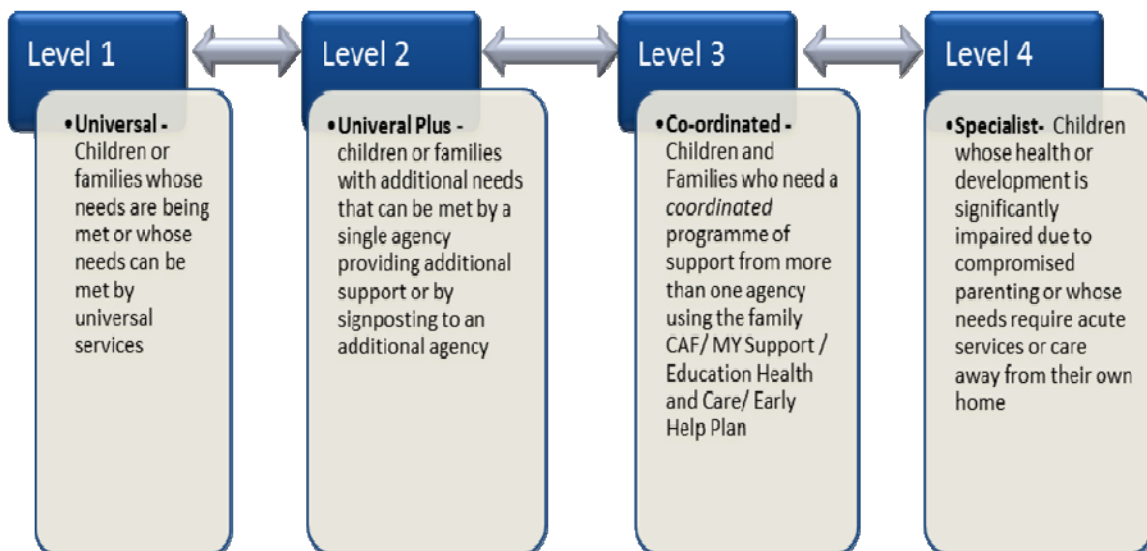 Level 1
•Universal -
Children or
families whose
needs are being
met or whose
needs can be
met by
universal
services
Level 2
•Univeral Plus -
children or families
with additional needs
that can be met by a
single agency
providing additional
support or by
signposting to an
additional agency
Level 3
•Co-ordinated -
Children and
Families who need a
coordinated
programme of
support from more
than one agency
using the family
CAF/ MY Support /
Education Health
and Care/ Early
Help Plan
Level 4
•Specialist- Children
whose health or
development is
significantly
impaired due to
compromised
parenting or whose
needs require acute
services or care
away from their own
home